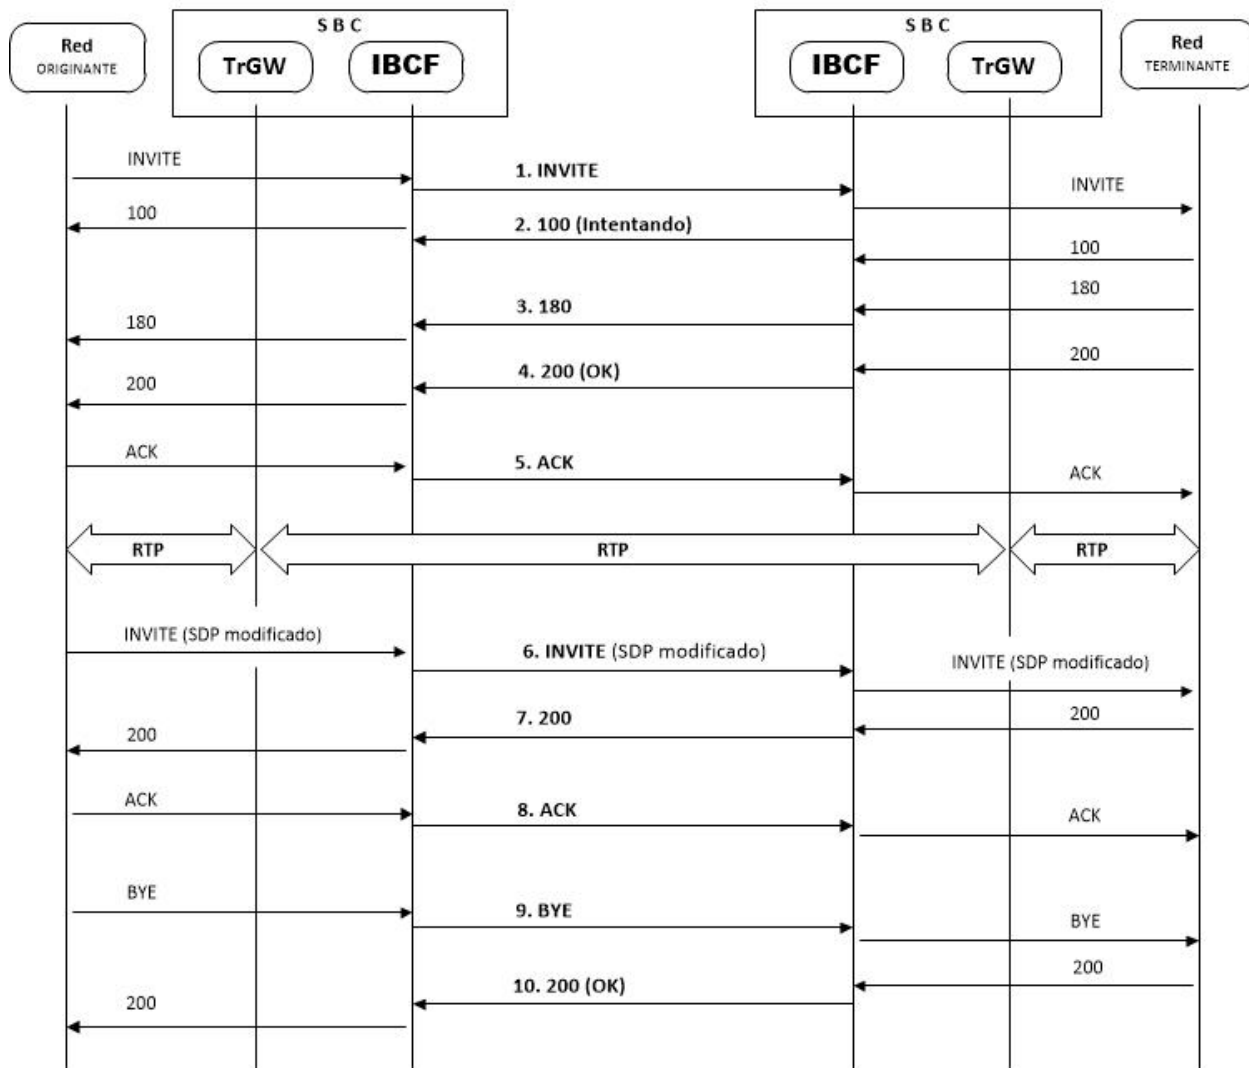 S B C
S B C
Red
ORIGINANTE
TrGW
IBCF
IBCF
TrGW
Red
TERMINANTE
INVITE
1. INVITE
INVITE
100
2. 100 (Intentando)
100
180
3. 180
180
200
4. 200 (OK)
200
ACK
5. ACK
ACK
RTP
RTP
RTP
INVITE (SDP modificado)
6. INVITE (SDP modificado)
INVITE (SDP modificado)
200
7. 200
200
ACK
8. ACK
ACK
BYE
9. BYE
BYE
200
10. 200 (OK)
200